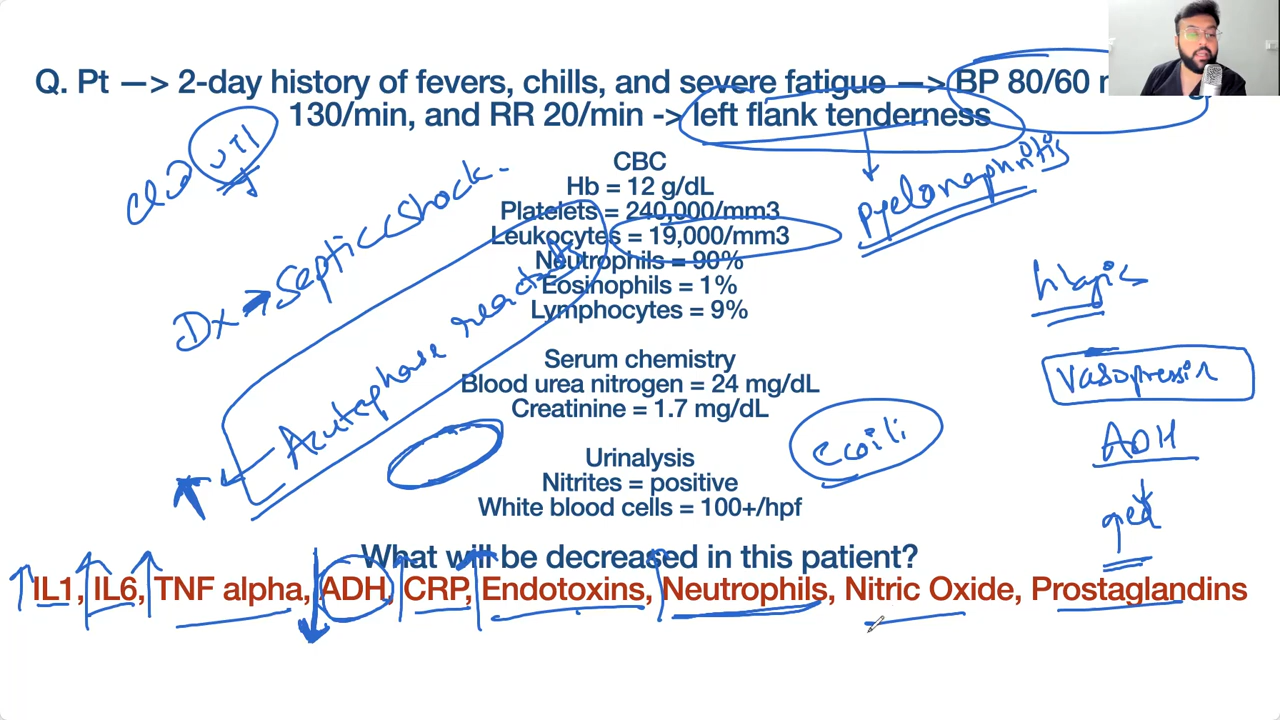 Q. Pt —> 2-day history of fevers, chills, and severe fatigue —> BP 80/60 m
130/min, and RR 20/min -> left flank tenderness
CBC
Hb = 12 g/dL
Platelets = 240,000/mm3
Leukocytes = 19,000/mm3
Neutrophils = 90%
Eosinophils = 1%
Lymphocytes = 9%
Serum chemistry
Blood urea nitrogen = 24 mg/dL
Creatinine = 1.7 mg/dL
Urinalysis
Nitrites = positive
White blood cells = 100+/hpf
What will be decreased in this patient?
IL1, IL6, TNF alpha, ADH, CRP, Endotoxins, Neutrophils, Nitric Oxide, Prostaglandins
UTI
Dx → Septic Shock
pyelonephritis
Vasopressin
ADH